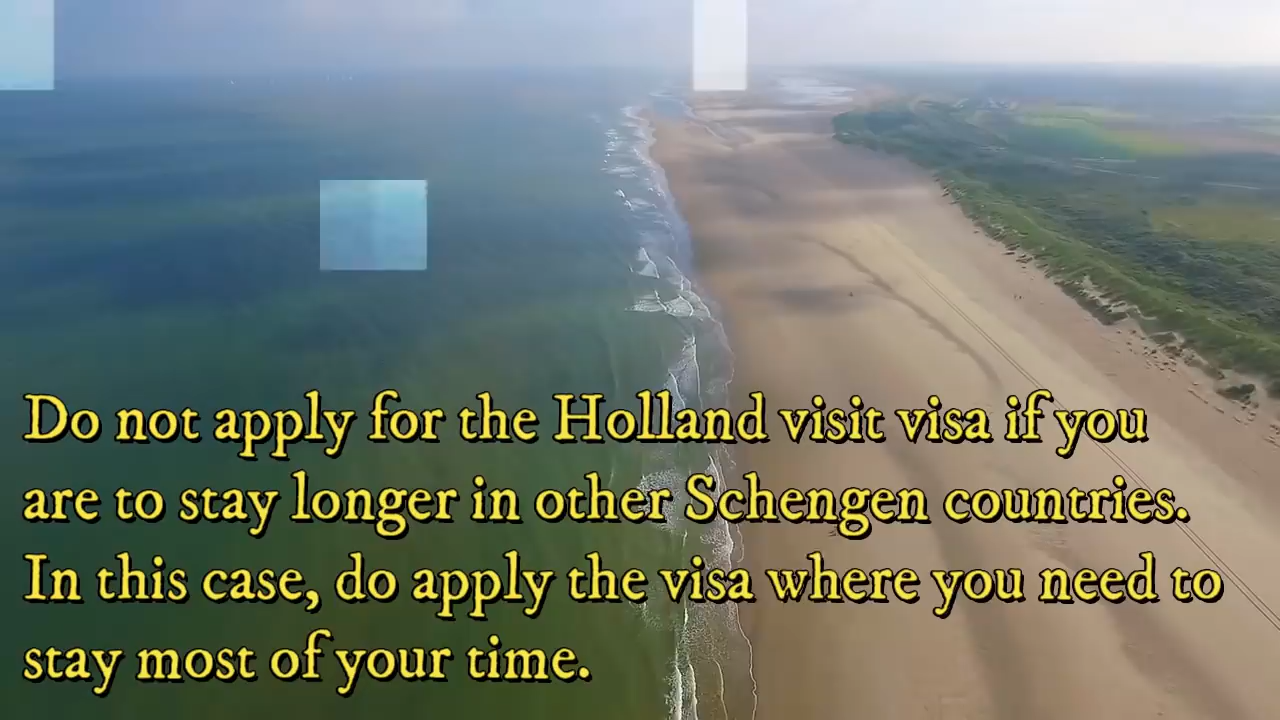 Do not apply for the Holland visit visa if you
are to stay longer in other Schengen countries.
In this case, do apply the visa where you need to
stay most of your time.